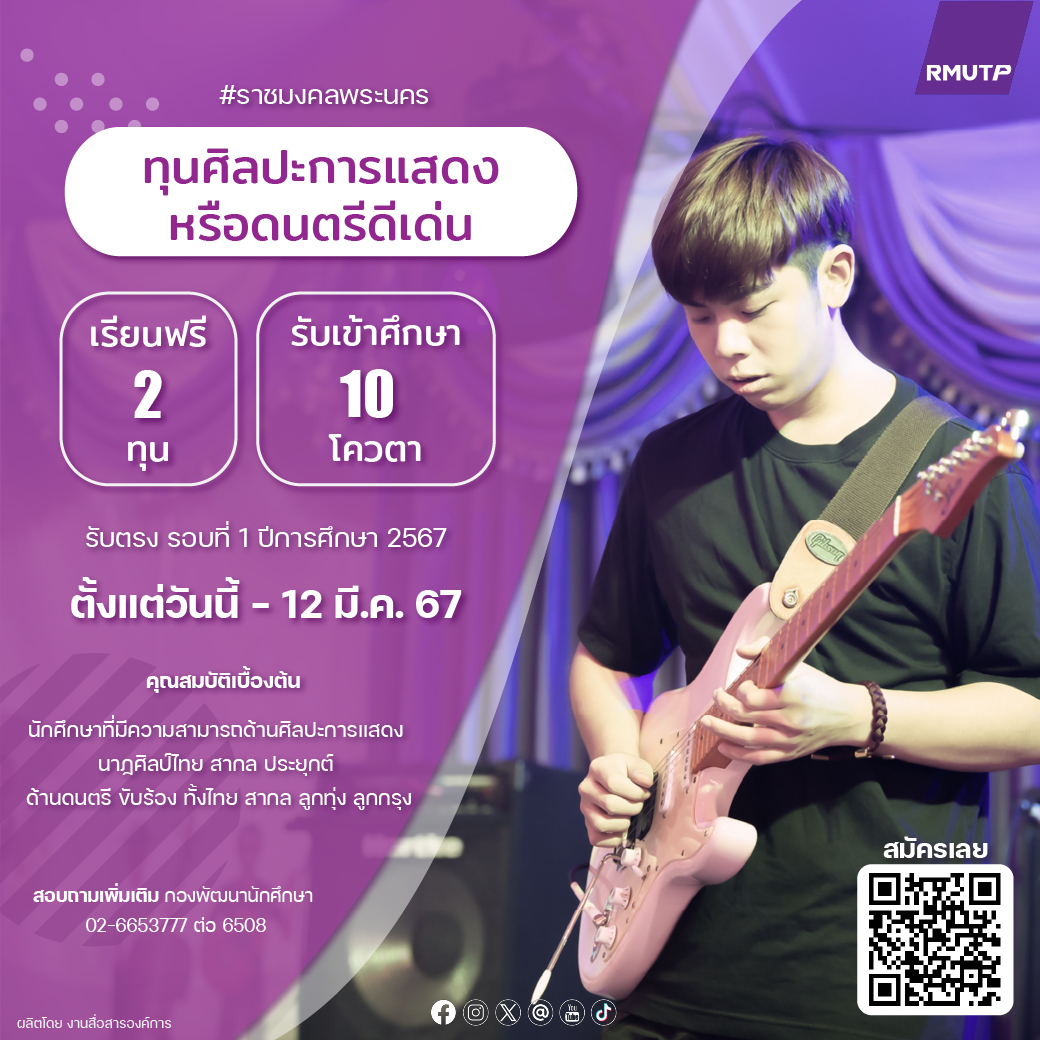 RMUTP
#ราชมงคลพระนคร
ทุนศิลปะการแสดง
หรือดนตรีดีเด่น
เรียนฟรี
2
ทุน
รับเข้าศึกษา
10
โควตา
รับตรง รอบที่ 1 ปีการศึกษา 2567
ตั้งแต่วันนี้ - 12 มี.ค. 67
คุณสมบัติเบื้องต้น
นักศึกษาที่มีความสามารถด้านศิลปะการแสดง
นาฎศิลป์ไทย สากล ประยุกต์
ด้านดนตรี ขับร้อง ทั้งไทย สากล ลูกทุ่ง ลูกกรุง
สอบถามเพิ่มเติม กองพัฒนานักศึกษา
02-6653777 ต่อ 6508
สมัครเลย
ผลิตโดย งานสื่อสารองค์การ
Gibson
You
Tube